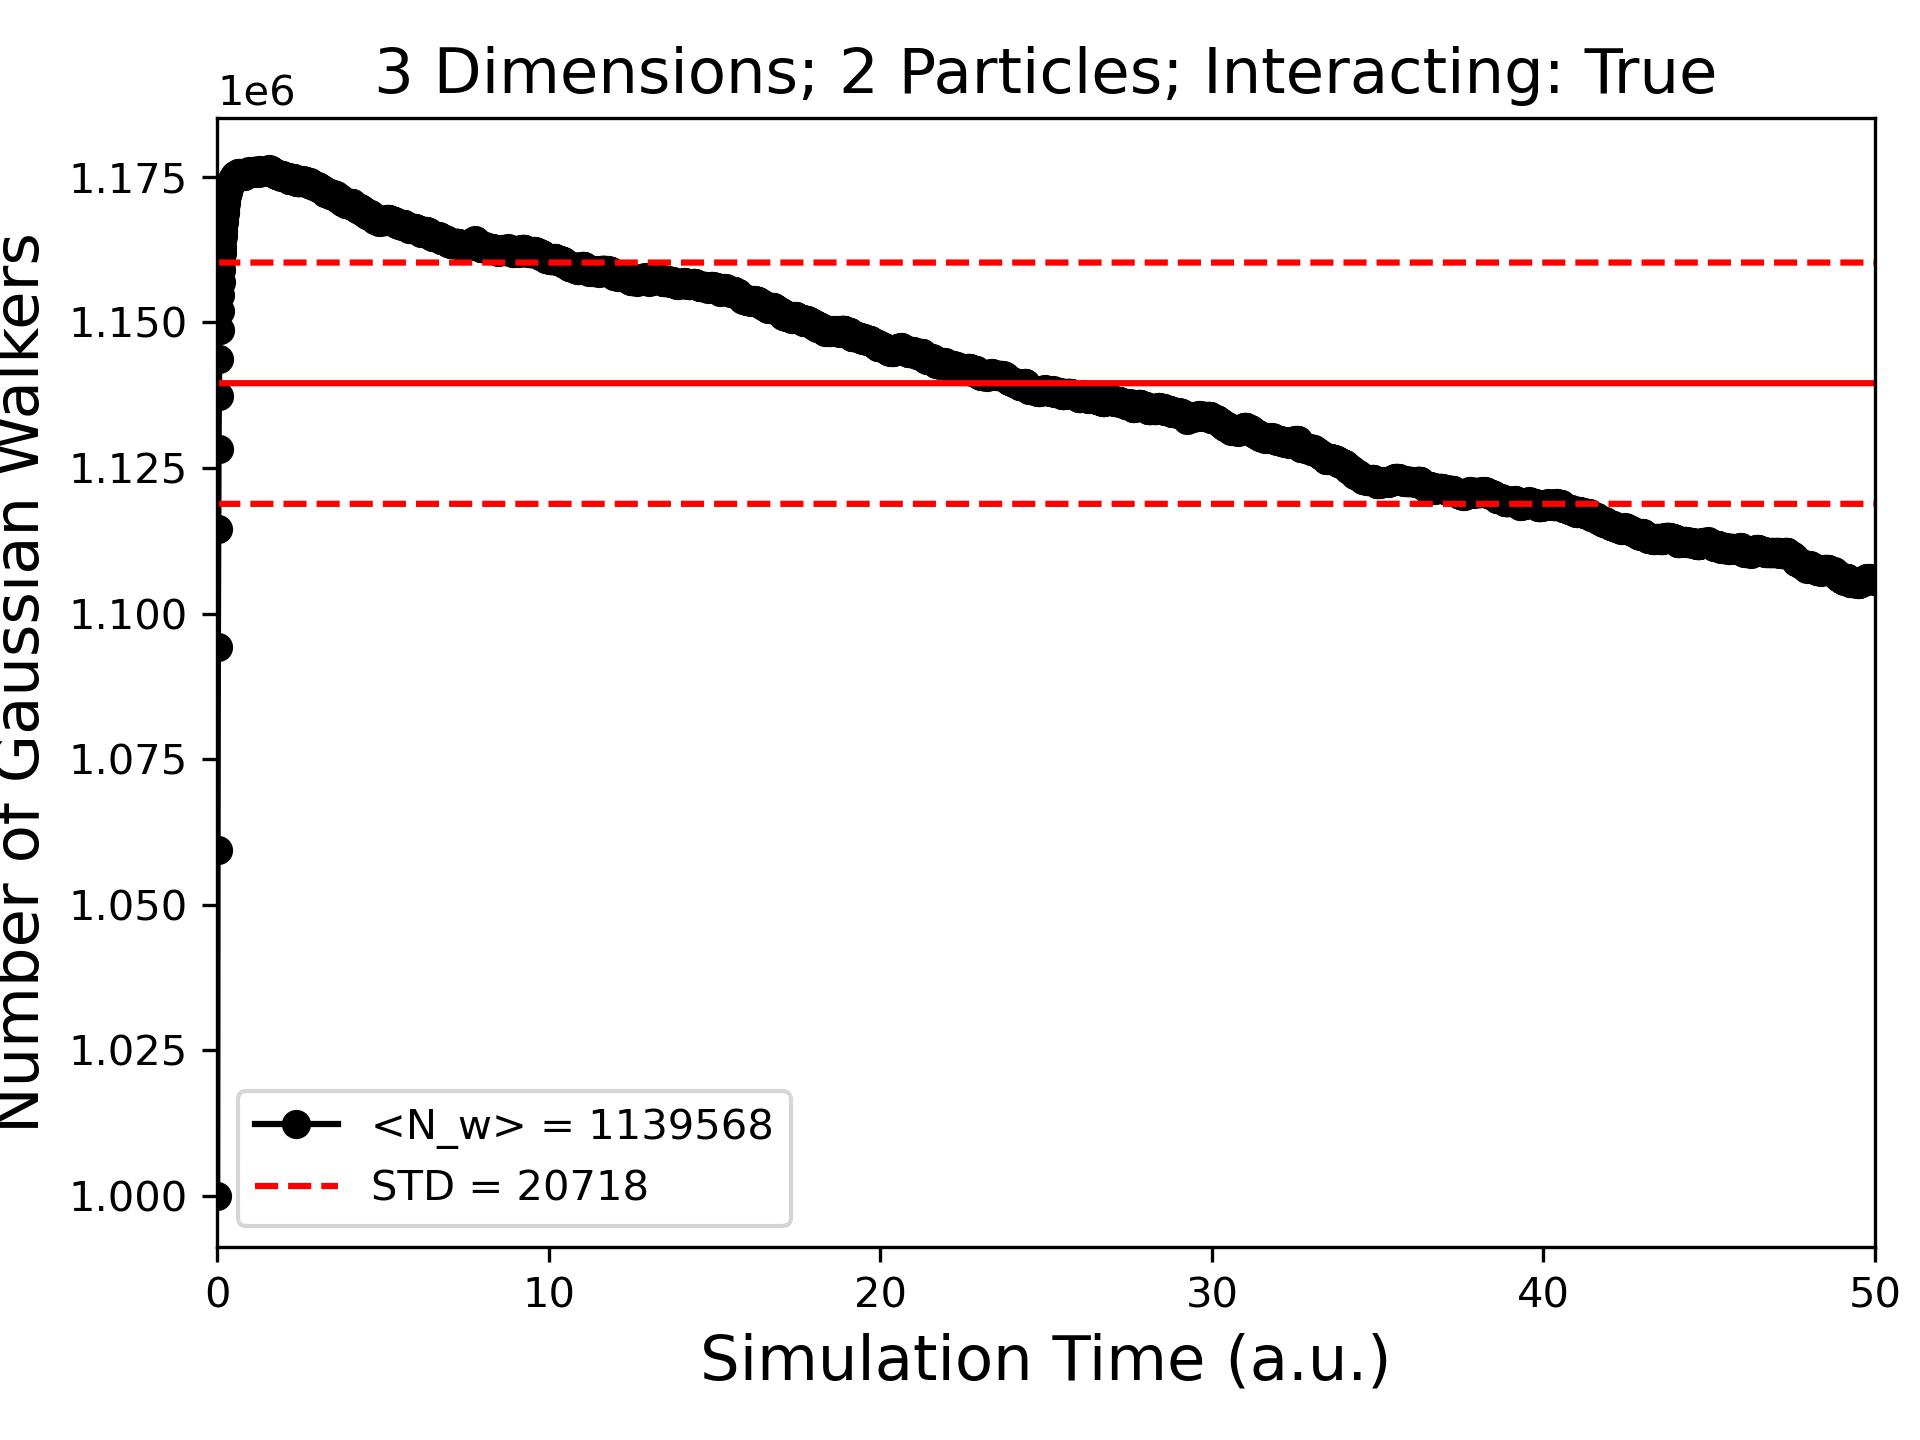 3 Dimensions; 2 Particles; Interacting: True
1e6
Number of Gaussian Walkers
1.175
1.150
1.125
1.100
1.075
1.050
1.025
1.000
<N_w> = 1139568
STD = 20718
0 10 20 30 40 50
Simulation Time (a.u.)